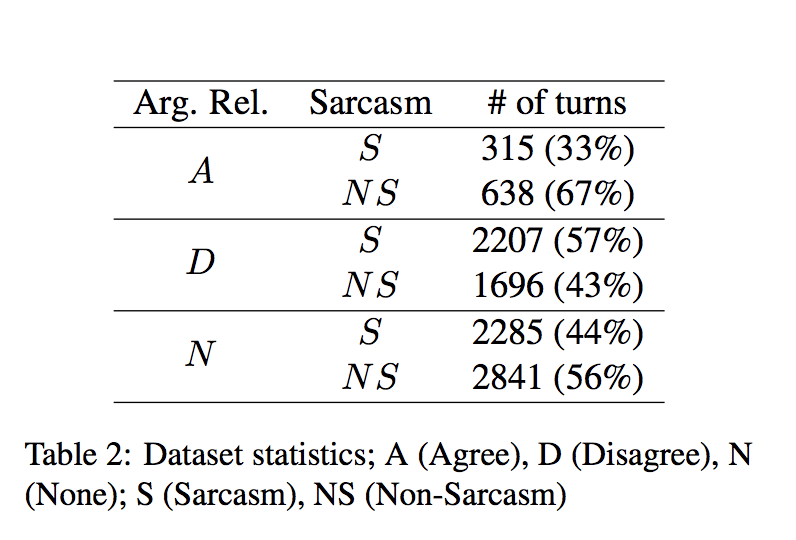 Arg. Rel. Sarcasm # of turns
A
S 315 (33%)
NS 638 (67%)
D
S 2207 (57%)
NS 1696 (43%)
N
S 2285 (44%)
NS 2841 (56%)
Table 2: Dataset statistics; A (Agree), D (Disagree), N
(None); S (Sarcasm), NS (Non-Sarcasm)